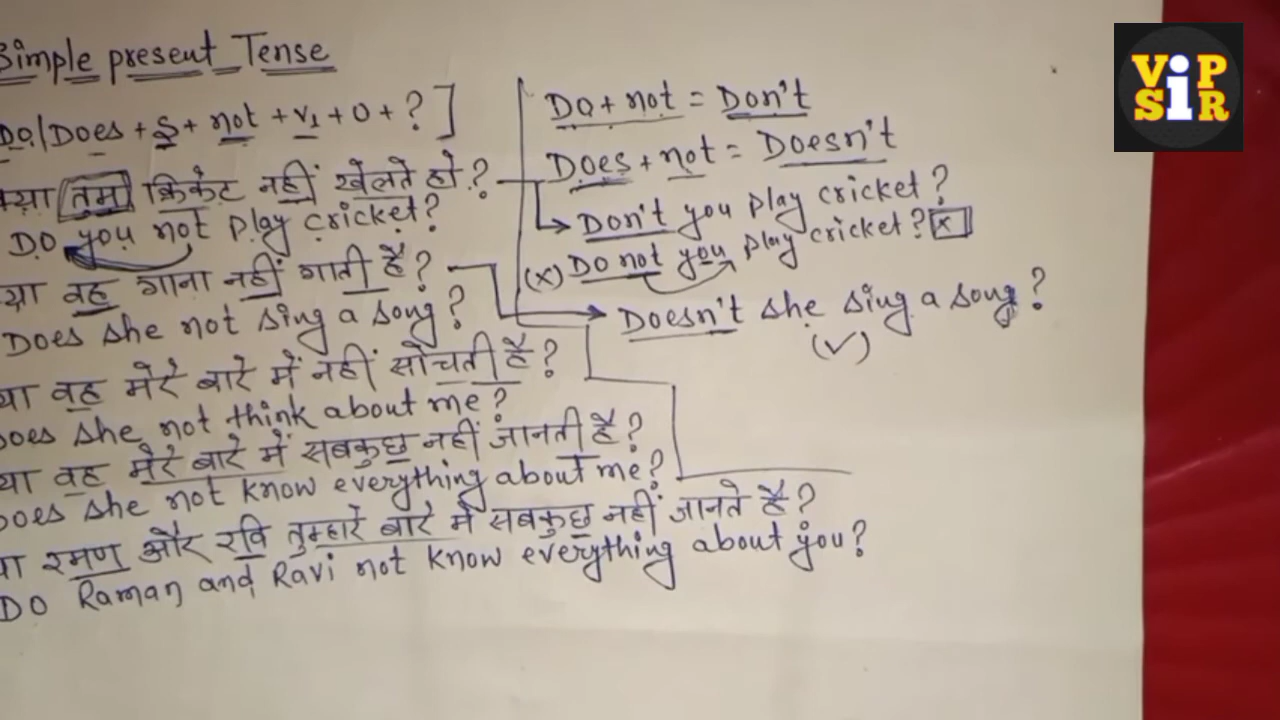 Simple present Tense
Do/Does + S + not + V1 + O + ?]
क्या तुम क्रिकेट नहीं खेलते हो?
Do you not play cricket?
या वह गाना नहीं गाती है?
Does she not sing a song?
या वह मेरे बारे में नहीं सोचती है?
Does she not think about me?
या वह मेरे बारे में सबकुछ नहीं जानती है?
Does she not know everything about me?
या रमण और रवि तुम्हारे बारे में सबकुछ नहीं जानते है?
Do Raman and Ravi not know everything about you?
Do + not = Don't
Does + not = Doesn't
Don't you play cricket?
(x) Do not you play cricket? x
Doesn't she sing a song?
(✓)
ViP
SiR